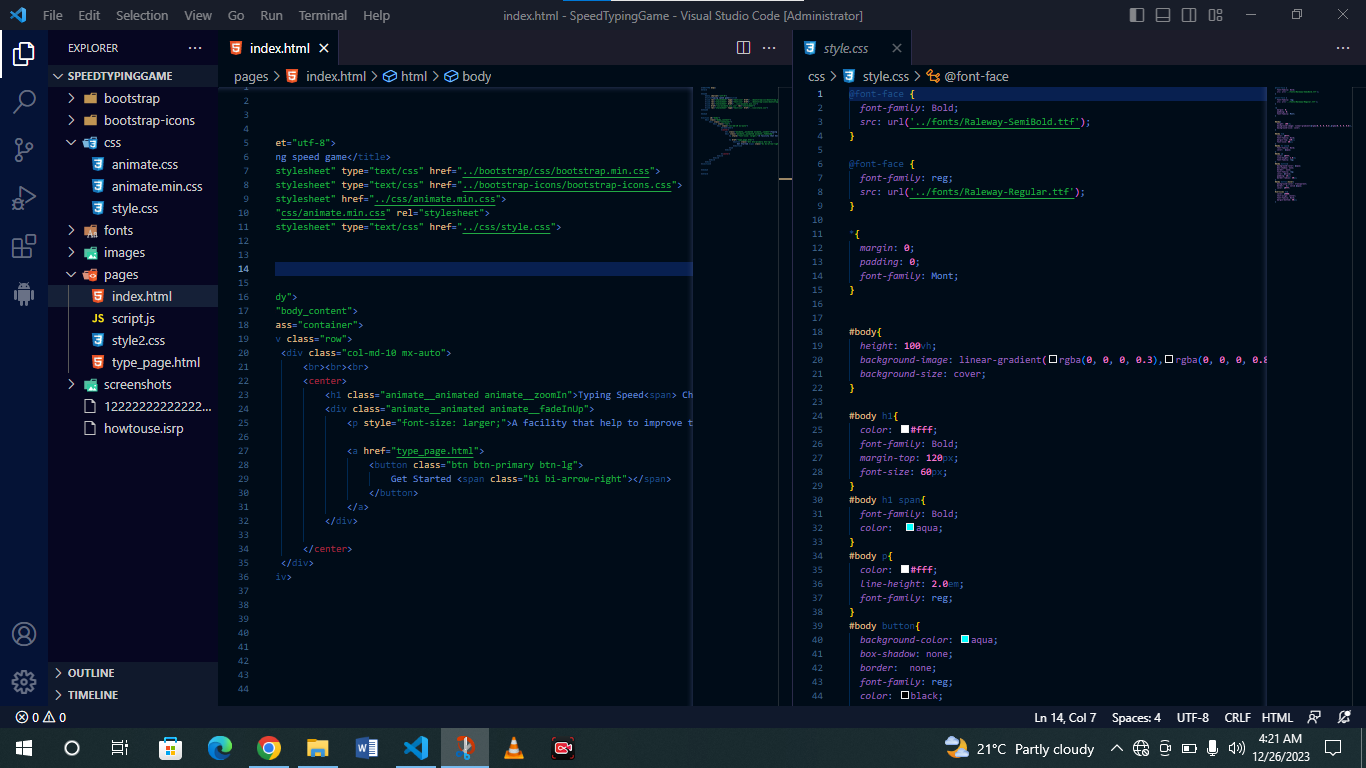 File Edit Selection View Go Run Terminal Help
index.html - SpeedTypingGame - Visual Studio Code [Administrator]
EXPLORER
SPEEDTYPINGGAME
bootstrap
bootstrap-icons
css
animate.css
animate.min.css
style.css
fonts
images
pages
index.html
JS script.js
style2.css
type_page.html
screenshots
12222222222222...
howtouse.isrp
OUTLINE
TIMELINE
index.html
pages > index.html > html > body
1
2
3
4
5 et="utf-8">
6 ng speed game</title>
7 stylesheet" type="text/css" href="../bootstrap/css/bootstrap.min.css">
8 stylesheet" type="text/css" href="../bootstrap-icons/bootstrap-icons.css">
9 stylesheet" href="../css/animate.min.css">
10 "css/animate.min.css" rel="stylesheet">
11 stylesheet" type="text/css" href="../css/style.css">
12
13
14
15
16 dy">
17 "body_content">
18 ass="container">
19 v class="row">
20 <div class="col-md-10 mx-auto">
21 <br><br><br>
22 <center>
23 <h1 class="animate__animated animate__zoomIn">Typing Speed<span> Ch
24 <div class="animate__animated animate__fadeInUp">
25 <p style="font-size: larger;">A facility that help to improve t
26
27 <a href="type_page.html">
28 <button class="btn btn-primary btn-lg">
29 Get Started <span class="bi bi-arrow-right"></span>
30 </button>
31 </a>
32 </div>
33
34 </center>
35 </div>
36 iv>
37
38
39
40
41
42
43
44
style.css
css > style.css > @font-face
1 @font-face {
2 font-family: Bold;
3 src: url('../fonts/Raleway-SemiBold.ttf');
4 }
5
6 @font-face {
7 font-family: reg;
8 src: url('../fonts/Raleway-Regular.ttf');
9 }
10
11 *{
12 margin: 0;
13 padding: 0;
14 font-family: Mont;
15 }
16
17
18 #body{
19 height: 100vh;
20 background-image: linear-gradient(rgba(0, 0, 0, 0.3),rgba(0, 0, 0, 0.8
21 background-size: cover;
22 }
23
24 #body h1{
25 color: #fff;
26 font-family: Bold;
27 margin-top: 120px;
28 font-size: 60px;
29 }
30 #body h1 span{
31 font-family: Bold;
32 color: aqua;
33 }
34 #body p{
35 color: #fff;
36 line-height: 2.0em;
37 font-family: reg;
38 }
39 #body button{
40 background-color: aqua;
41 box-shadow: none;
42 border: none;
43 font-family: reg;
44 color: black;
0 0
Ln 14, Col 7 Spaces: 4 UTF-8 CRLF HTML
21°C Partly cloudy
4:21 AM
12/26/2023